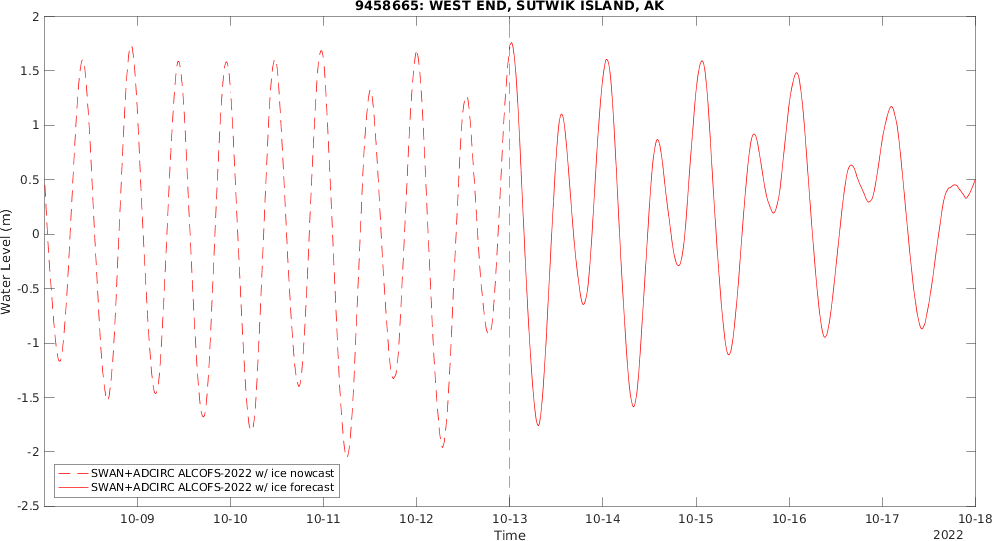 9458665: WEST END, SUTWIK ISLAND, AK
Water Level (m)
2
1.5
1
0.5
0
-0.5
-1
-1.5
-2
-2.5
SWAN+ADCIRC ALCOFS-2022 w/ ice nowcast
SWAN+ADCIRC ALCOFS-2022 w/ ice forecast
10-09 10-10 10-11 10-12 10-13 10-14 10-15 10-16 10-17 10-18
Time
2022